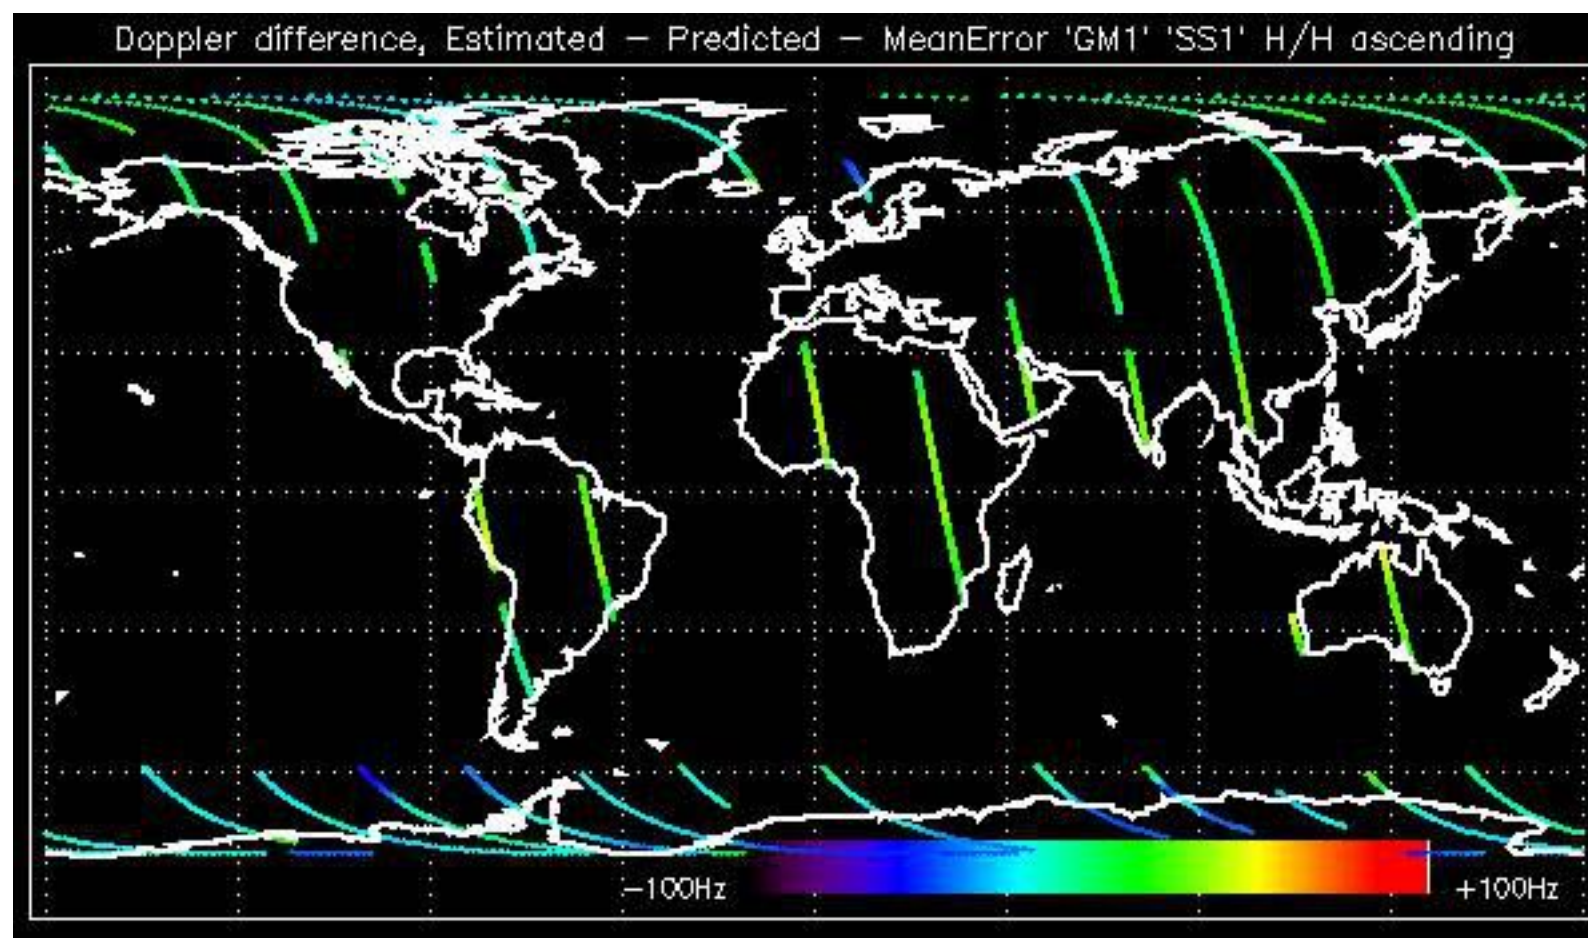 Doppler difference, Estimated — Predicted — MeanError 'GM1' 'SS1' H/H ascending
—100Hz +100Hz